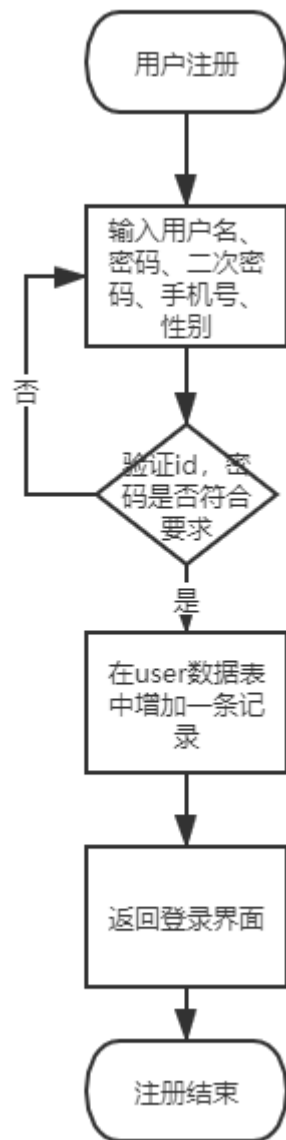 用户注册
输入用户名、
密码、二次密
码、手机号、
性别
否
验证id，密
码是否符合
要求
是
在user数据表
中增加一条记
录
返回登录界面
注册结束